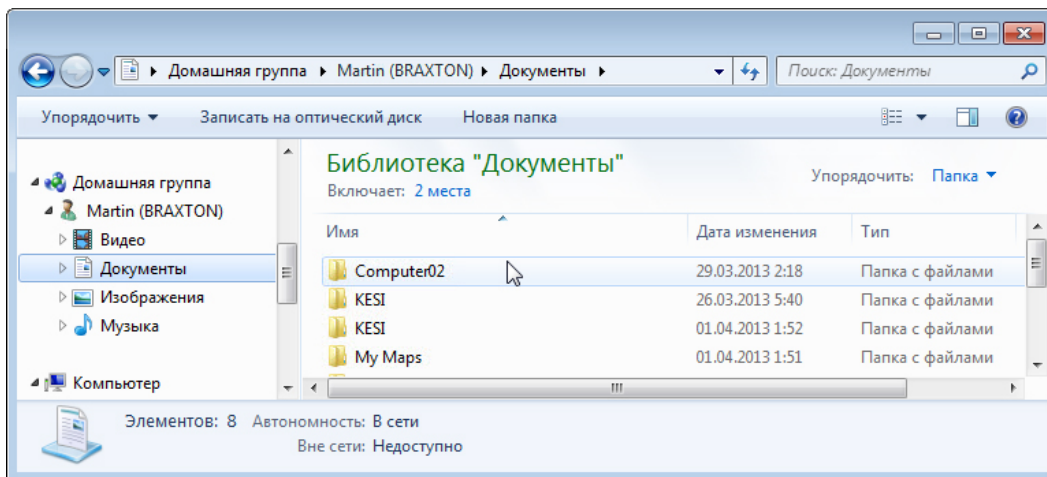 Домашняя группа Martin (BRAXTON) Документы
Поиск: Документы
Упорядочить Записать на оптический диск Новая папка
Домашняя группа
Martin (BRAXTON)
Видео
Документы
Изображения
Музыка
Компьютер
Библиотека "Документы"
Включает: 2 места
Упорядочить: Папка
Имя Дата изменения Тип
Computer02 29.03.2013 2:18 Папка с файлами
KESI 26.03.2013 5:40 Папка с файлами
KESI 01.04.2013 1:52 Папка с файлами
My Maps 01.04.2013 1:51 Папка с файлами
Элементов: 8 Автономность: В сети
Вне сети: Недоступно